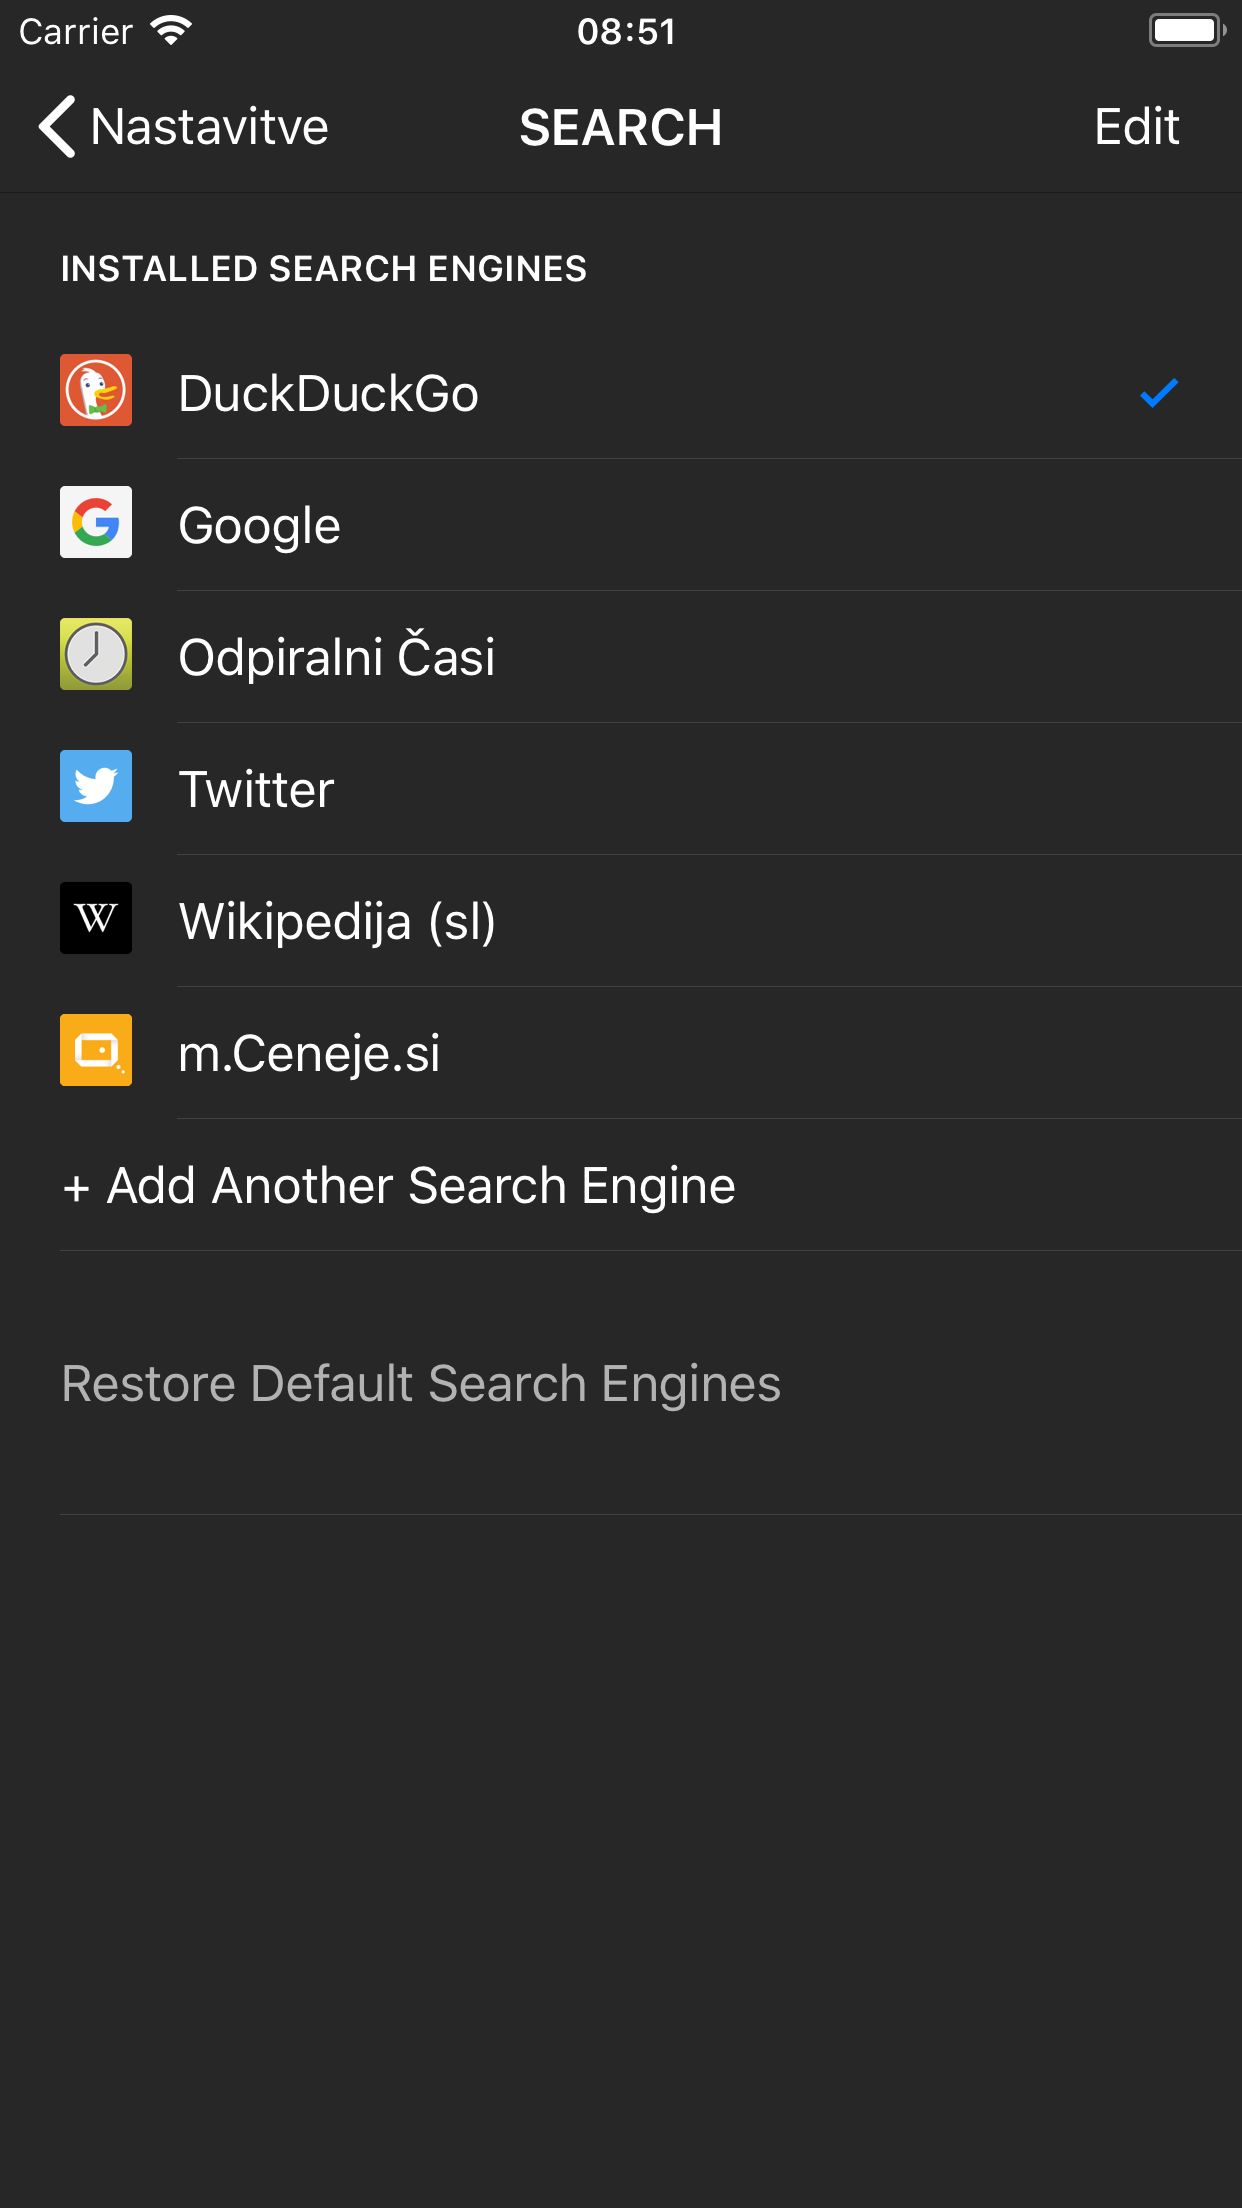 Carrier 08:51
Nastavitve SEARCH Edit
INSTALLED SEARCH ENGINES
DuckDuckGo
Google
Odpiralni Časi
Twitter
W Wikipedija (sl)
m.Ceneje.si
+ Add Another Search Engine
Restore Default Search Engines